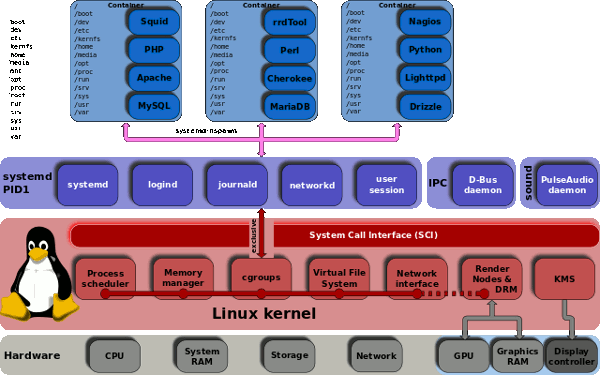 Container
/
/boot
/dev
/etc
/kernfs
/home
/media
/opt
/proc
/run
/srv
/sys
/usr
/var
Squid
PHP
Apache
MySQL
Container
/
/boot
/dev
/etc
/kernfs
/home
/media
/opt
/proc
/run
/srv
/sys
/usr
/var
rrdTool
Perl
Cherokee
MariaDB
Container
/
/boot
/dev
/etc
/kernfs
/home
/media
/opt
/proc
/run
/srv
/sys
/usr
/var
Nagios
Python
Lighttpd
Drizzle
boot
dev
etc
kernfs
home
media
opt
proc
run
sys
usr
var
systemd
PID1
systemd
logind
journald
networkd
user
session
IPC
D-Bus
daemon
sound
PulseAudio
daemon
exclusive
System Call Interface (SCI)
Process
scheduler
Memory
manager
cgroups
Virtual File
System
Network
interface
Render
Nodes &
DRM
KMS
Linux kernel
Hardware
CPU
System
RAM
Storage
Network
GPU
Graphics
RAM
Display
controller